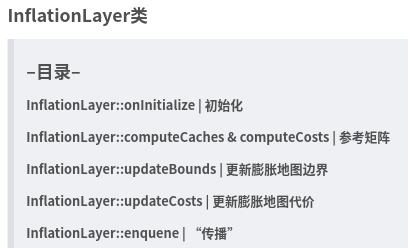 InflationLayer类
–目录–
InflationLayer::onInitialize | 初始化
InflationLayer::computeCaches & computeCosts | 参考矩阵
InflationLayer::updateBounds | 更新膨胀地图边界
InflationLayer::updateCosts | 更新膨胀地图代价
InflationLayer::enquene | “传播”